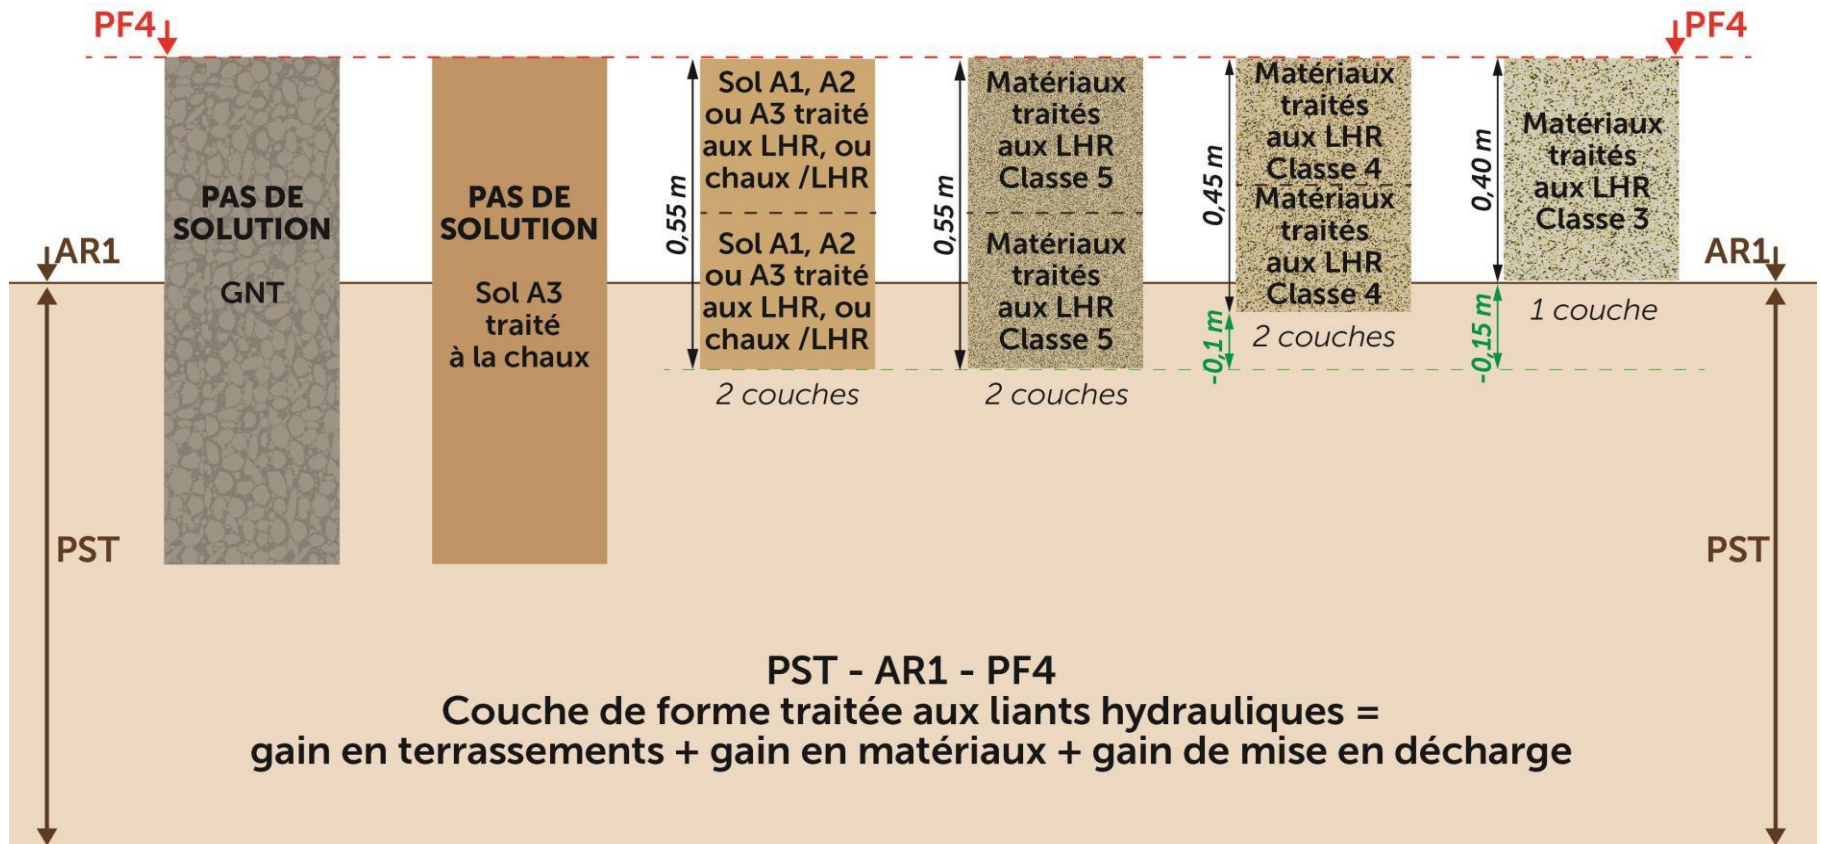 PF4
PF4
AR1
AR1
PST
PST
PAS DE
SOLUTION
GNT
PAS DE
SOLUTION
Sol A3
traité
à la chaux
0,55 m
Sol A1, A2
ou A3 traité
aux LHR, ou
chaux /LHR
Sol A1, A2
ou A3 traité
aux LHR, ou
chaux /LHR
2 couches
0,55 m
Matériaux
traités
aux LHR
Classe 5
Matériaux
traités
aux LHR
Classe 5
2 couches
0,45 m
Matériaux
traités
aux LHR
Classe 4
Matériaux
traités
aux LHR
Classe 4
-0,1 m
2 couches
0,40 m
Matériaux
traités
aux LHR
Classe 3
-0,15 m
1 couche
PST - AR1 - PF4
Couche de forme traitée aux liants hydrauliques =
gain en terrassements + gain en matériaux + gain de mise en décharge